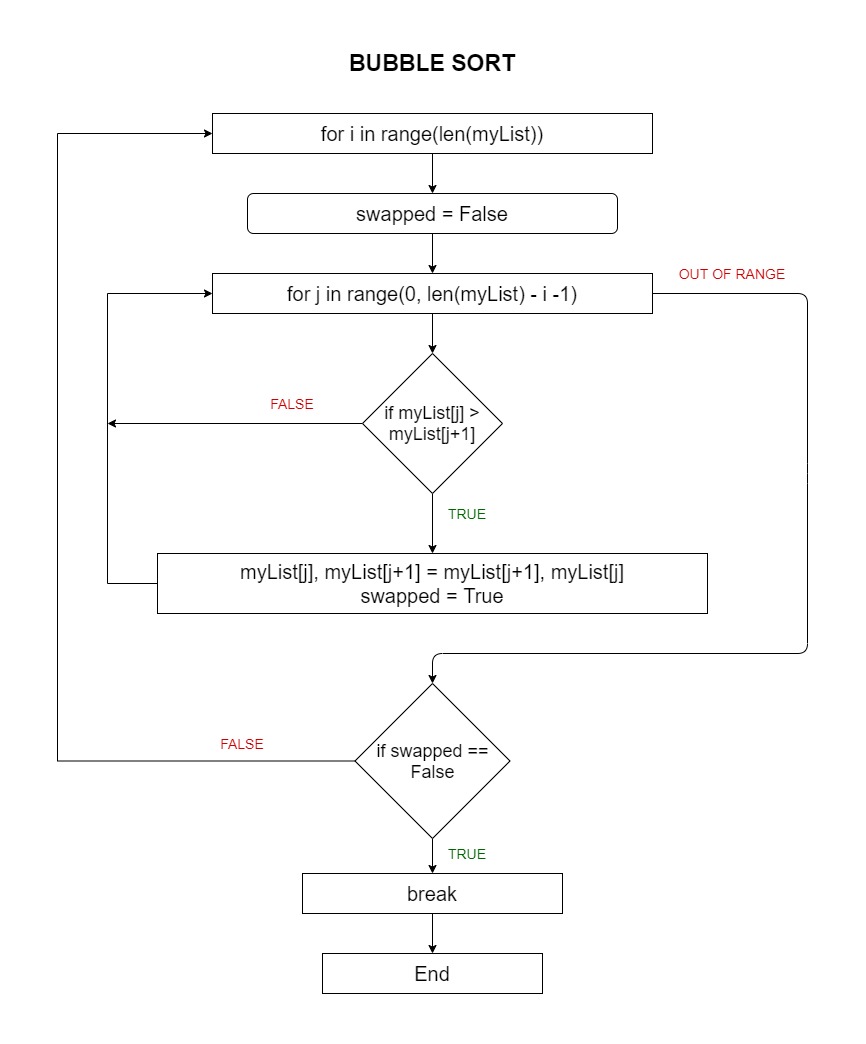 BUBBLE SORT
for i in range(len(myList))
swapped = False
OUT OF RANGE
for j in range(0, len(myList) - i -1)
FALSE
if myList[j] >
myList[j+1]
TRUE
myList[j], myList[j+1] = myList[j+1], myList[j]
swapped = True
FALSE
if swapped ==
False
TRUE
break
End